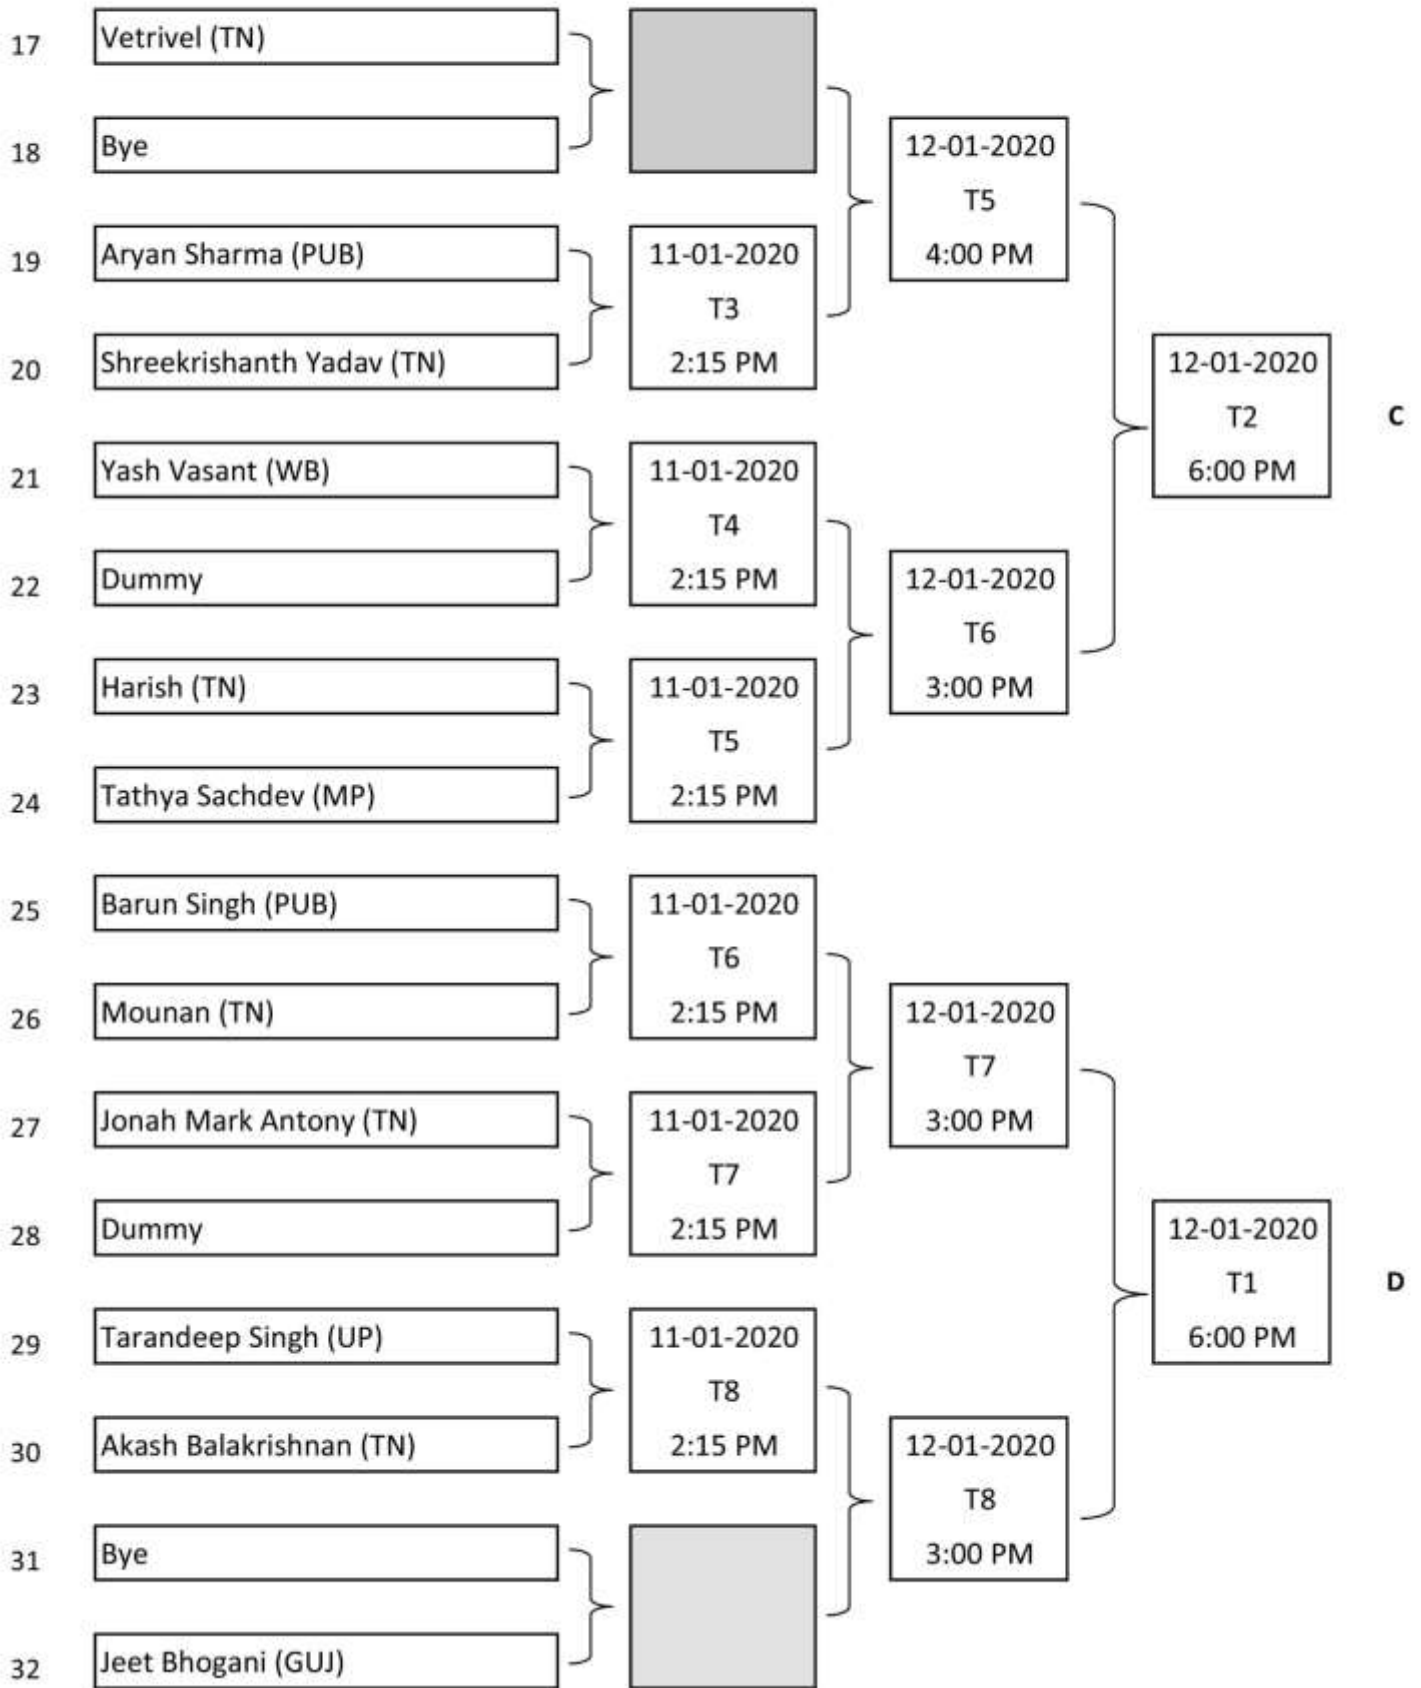 17
Vetrivel (TN)
18
Bye
12-01-2020
T5
4:00 PM
19
Aryan Sharma (PUB)
11-01-2020
T3
2:15 PM
20
Shreekrishanth Yadav (TN)
12-01-2020
T2
6:00 PM
C
21
Yash Vasant (WB)
11-01-2020
T4
2:15 PM
22
Dummy
12-01-2020
T6
3:00 PM
23
Harish (TN)
11-01-2020
T5
2:15 PM
24
Tathya Sachdev (MP)
25
Barun Singh (PUB)
11-01-2020
T6
2:15 PM
26
Mounan (TN)
12-01-2020
T7
3:00 PM
27
Jonah Mark Antony (TN)
11-01-2020
T7
2:15 PM
28
Dummy
12-01-2020
T1
6:00 PM
D
29
Tarandeep Singh (UP)
11-01-2020
T8
2:15 PM
30
Akash Balakrishnan (TN)
12-01-2020
T8
3:00 PM
31
Bye
32
Jeet Bhogani (GUJ)